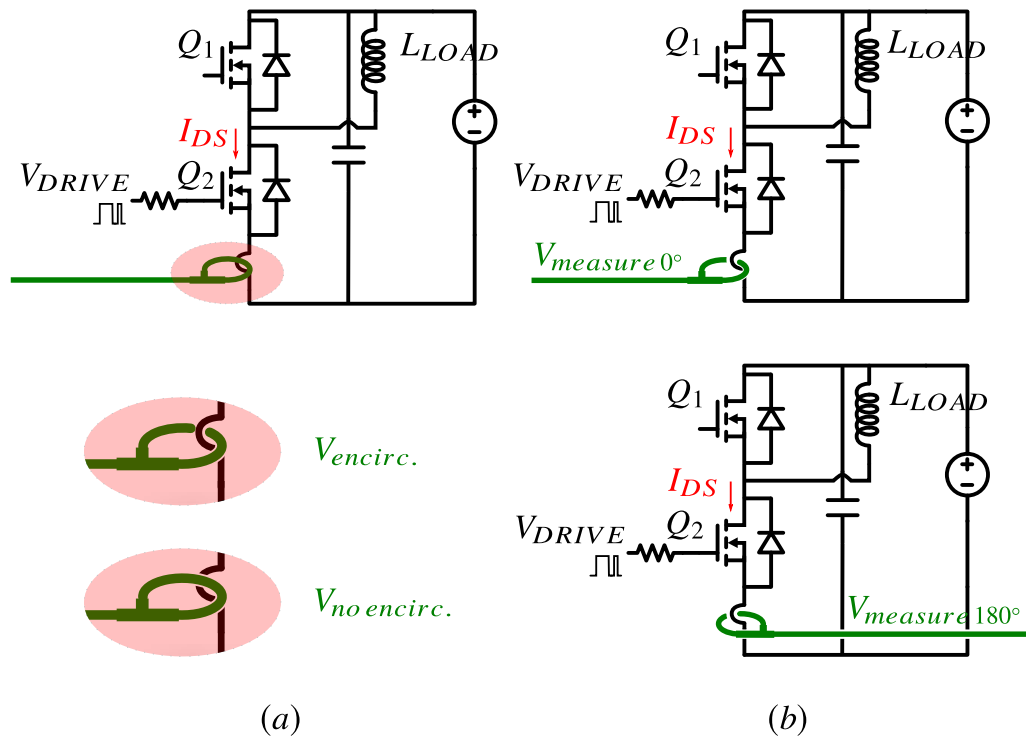 Q1
LLOAD
IDS
VDRIVE
Q2
+
−
Vencirc.
Vno encirc.
(a)
Q1
LLOAD
IDS
VDRIVE
Q2
+
−
Vmeasure 0°
Q1
LLOAD
IDS
VDRIVE
Q2
+
−
Vmeasure 180°
(b)